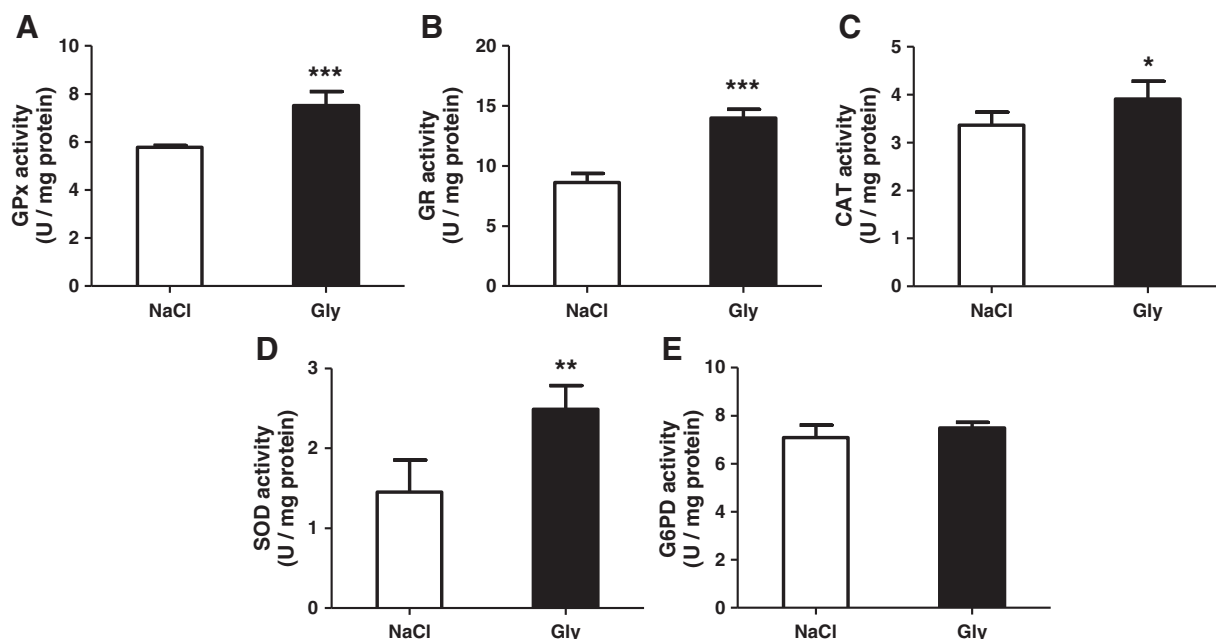 A
GPx activity
(U / mg protein)
10
8
6
4
2
0
***
NaCl
Gly
B
GR activity
(U / mg protein)
20
15
10
5
0
***
NaCl
Gly
C
CAT activity
(U / mg protein)
5
4
3
2
1
0
*
NaCl
Gly
D
SOD activity
(U / mg protein)
3
2
1
0
**
NaCl
Gly
E
G6PD activity
(U / mg protein)
10
8
6
4
2
0
NaCl
Gly